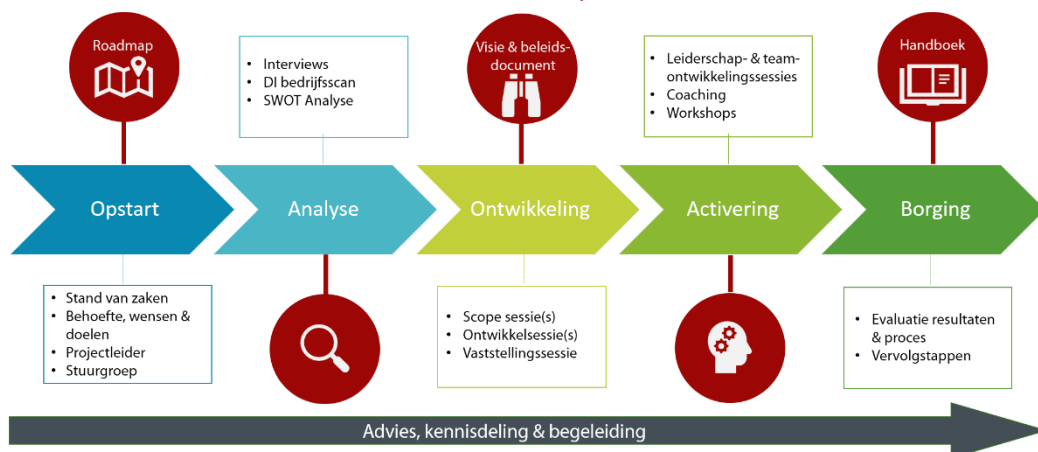 Roadmap
• Interviews
• DI bedrijfsscan
• SWOT Analyse
Visie & beleids-
document
• Leiderschap- & team-
ontwikkelingssessies
• Coaching
• Workshops
Handboek
Opstart
Analyse
Ontwikkeling
Activering
Borging
• Stand van zaken
• Behoefte, wensen &
doelen
• Projectleider
• Stuurgroep
• Scope sessie(s)
• Ontwikkelsessie(s)
• Vaststellingssessie
• Evaluatie resultaten
& proces
• Vervolgstappen
Advies, kennisdeling & begeleiding